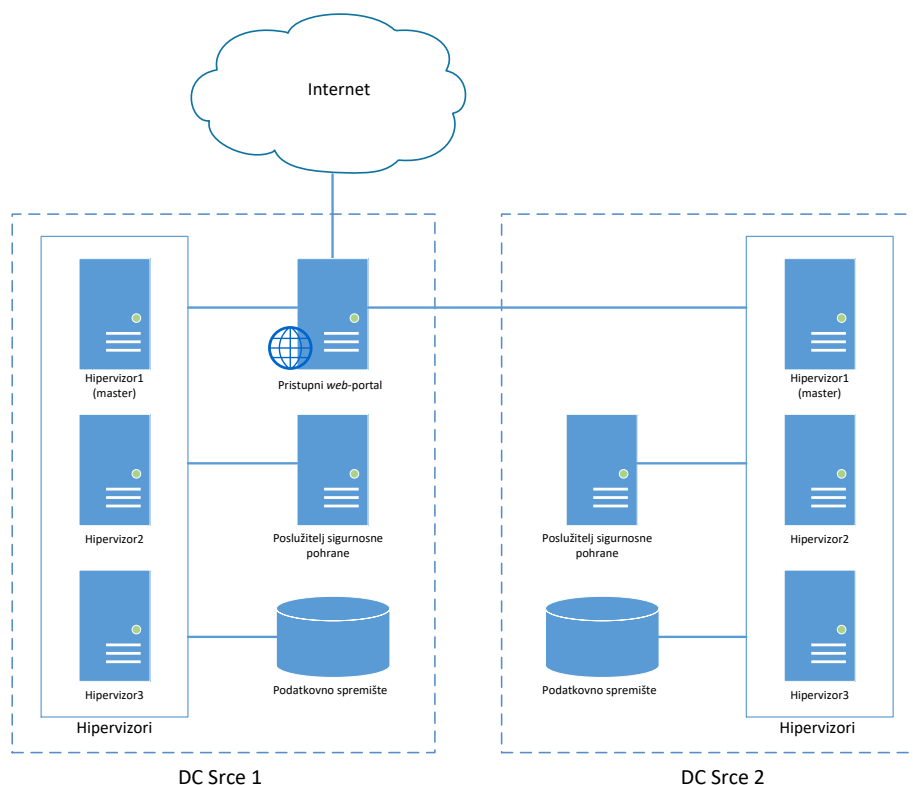 Internet
Hipervizor1
(master)
Pristupni web-portal
Hipervizor1
(master)
Hipervizor2
Poslužitelj sigurnosne
pohrane
Poslužitelj sigurnosne
pohrane
Hipervizor2
Hipervizor3
Podatkovno spremište
Podatkovno spremište
Hipervizor3
Hipervizori
Hipervizori
DC Srce 1
DC Srce 2